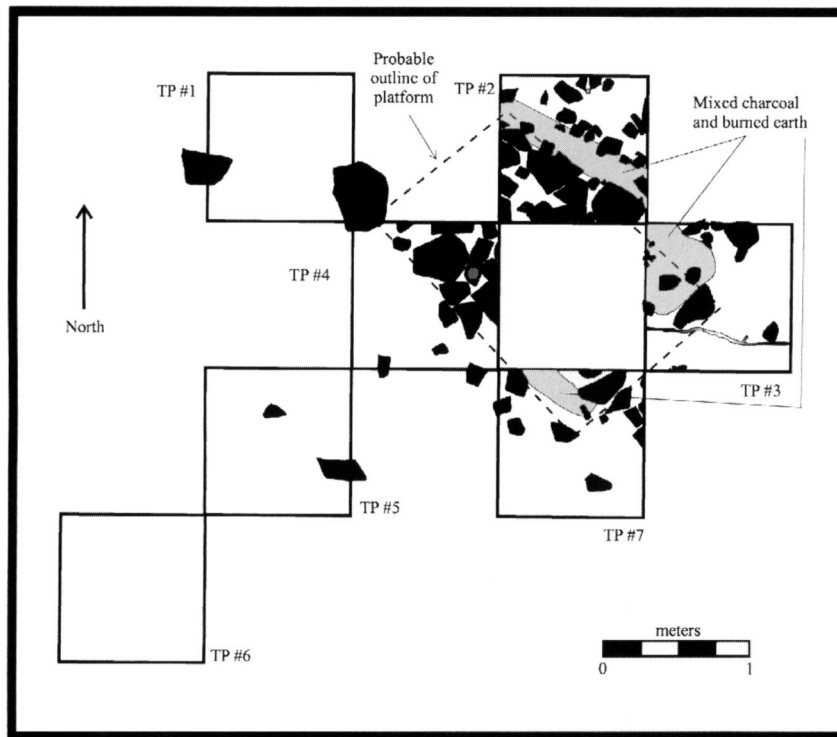 Probable
outline of
platform
TP #1
TP #2
Mixed charcoal
and burned earth
TP #4
North
TP #3
TP #5
TP #7
TP #6
meters
0 1